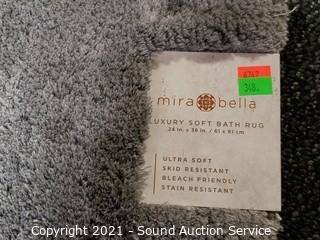 6767
318.
mira bella
LUXURY SOFT BATH RUG
24 in. x 36 in. / 61 x 91 cm
ULTRA SOFT
SKID RESISTANT
BLEACH FRIENDLY
STAIN RESISTANT
Copyright 2021 - Sound Auction Service